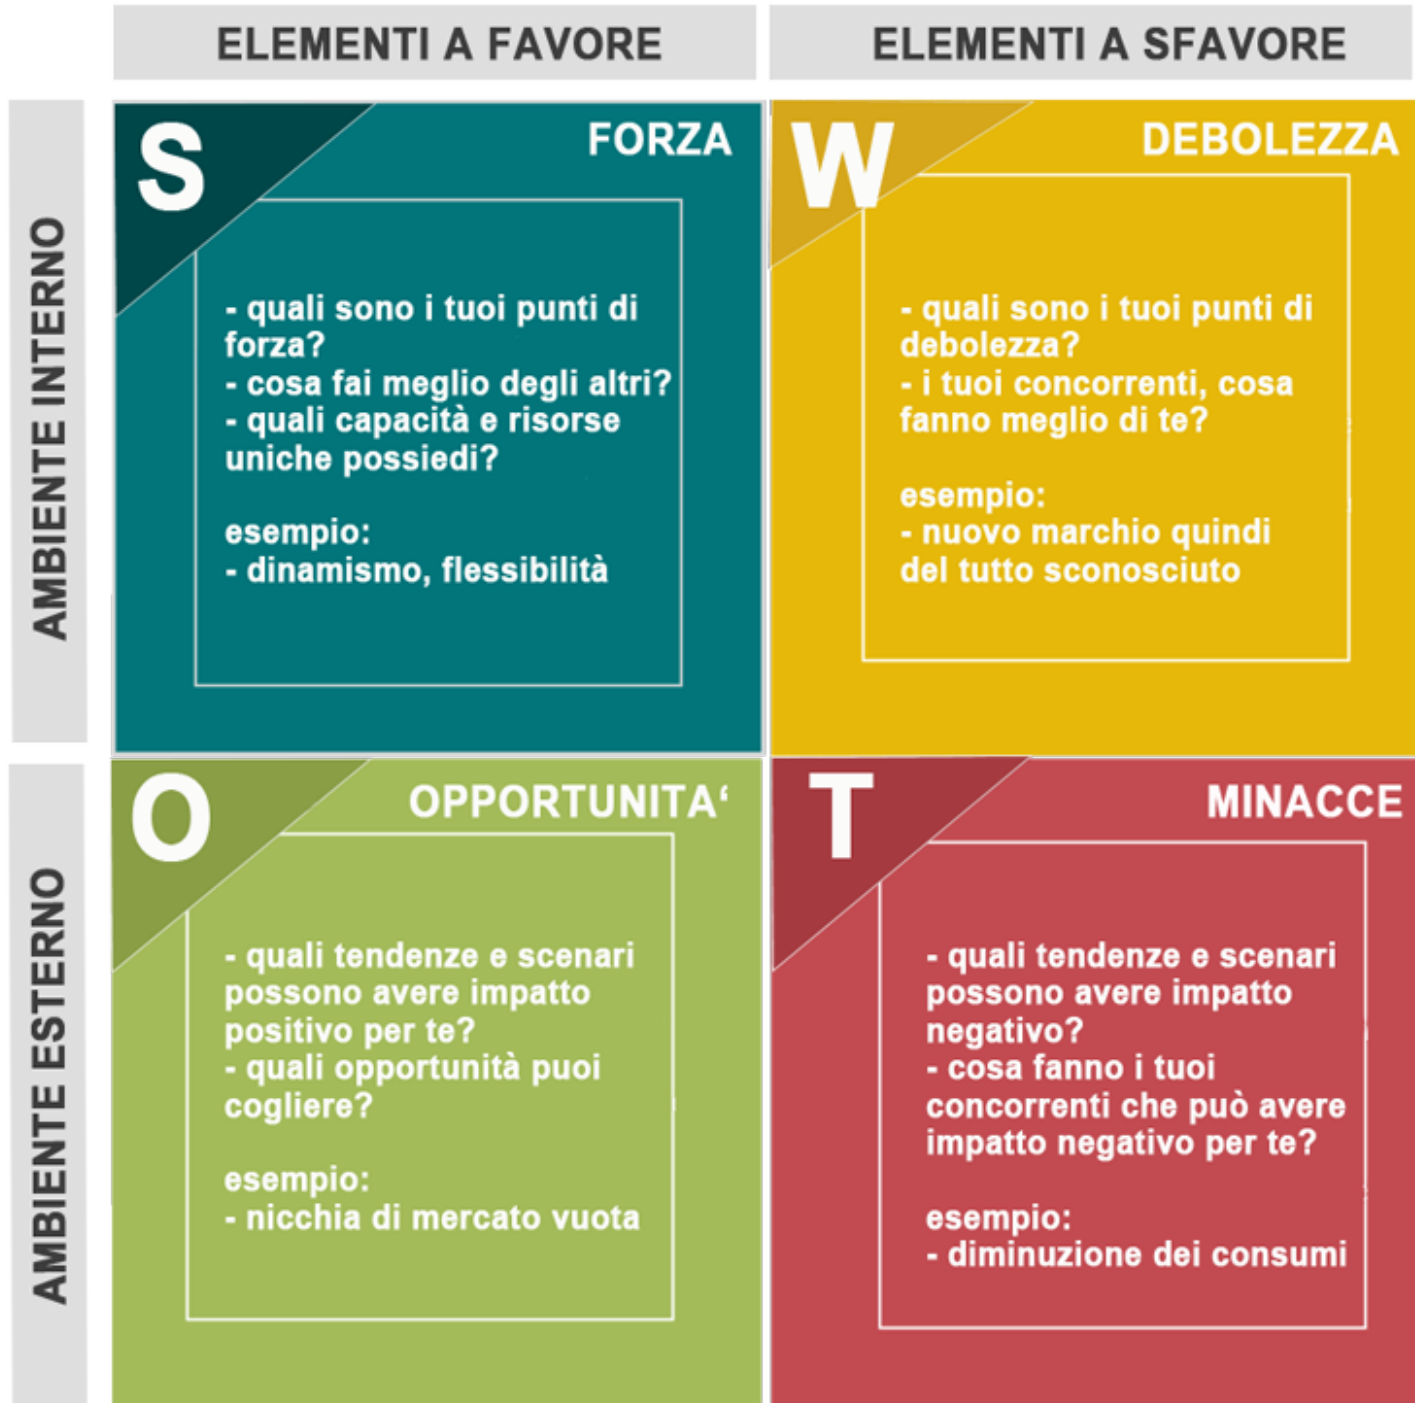 ELEMENTI A FAVORE
ELEMENTI A SFAVORE
AMBIENTE INTERNO
S
FORZA
- quali sono i tuoi punti di
forza?
- cosa fai meglio degli altri?
- quali capacità e risorse
uniche possiedi?
esempio:
- dinamismo, flessibilità
W
DEBOLEZZA
- quali sono i tuoi punti di
debolezza?
- i tuoi concorrenti, cosa
fanno meglio di te?
esempio:
- nuovo marchio quindi
del tutto sconosciuto
AMBIENTE ESTERNO
O
OPPORTUNITA‘
- quali tendenze e scenari
possono avere impatto
positivo per te?
- quali opportunità puoi
cogliere?
esempio:
- nicchia di mercato vuota
T
MINACCE
- quali tendenze e scenari
possono avere impatto
negativo?
- cosa fanno i tuoi
concorrenti che può avere
impatto negativo per te?
esempio:
- diminuzione dei consumi